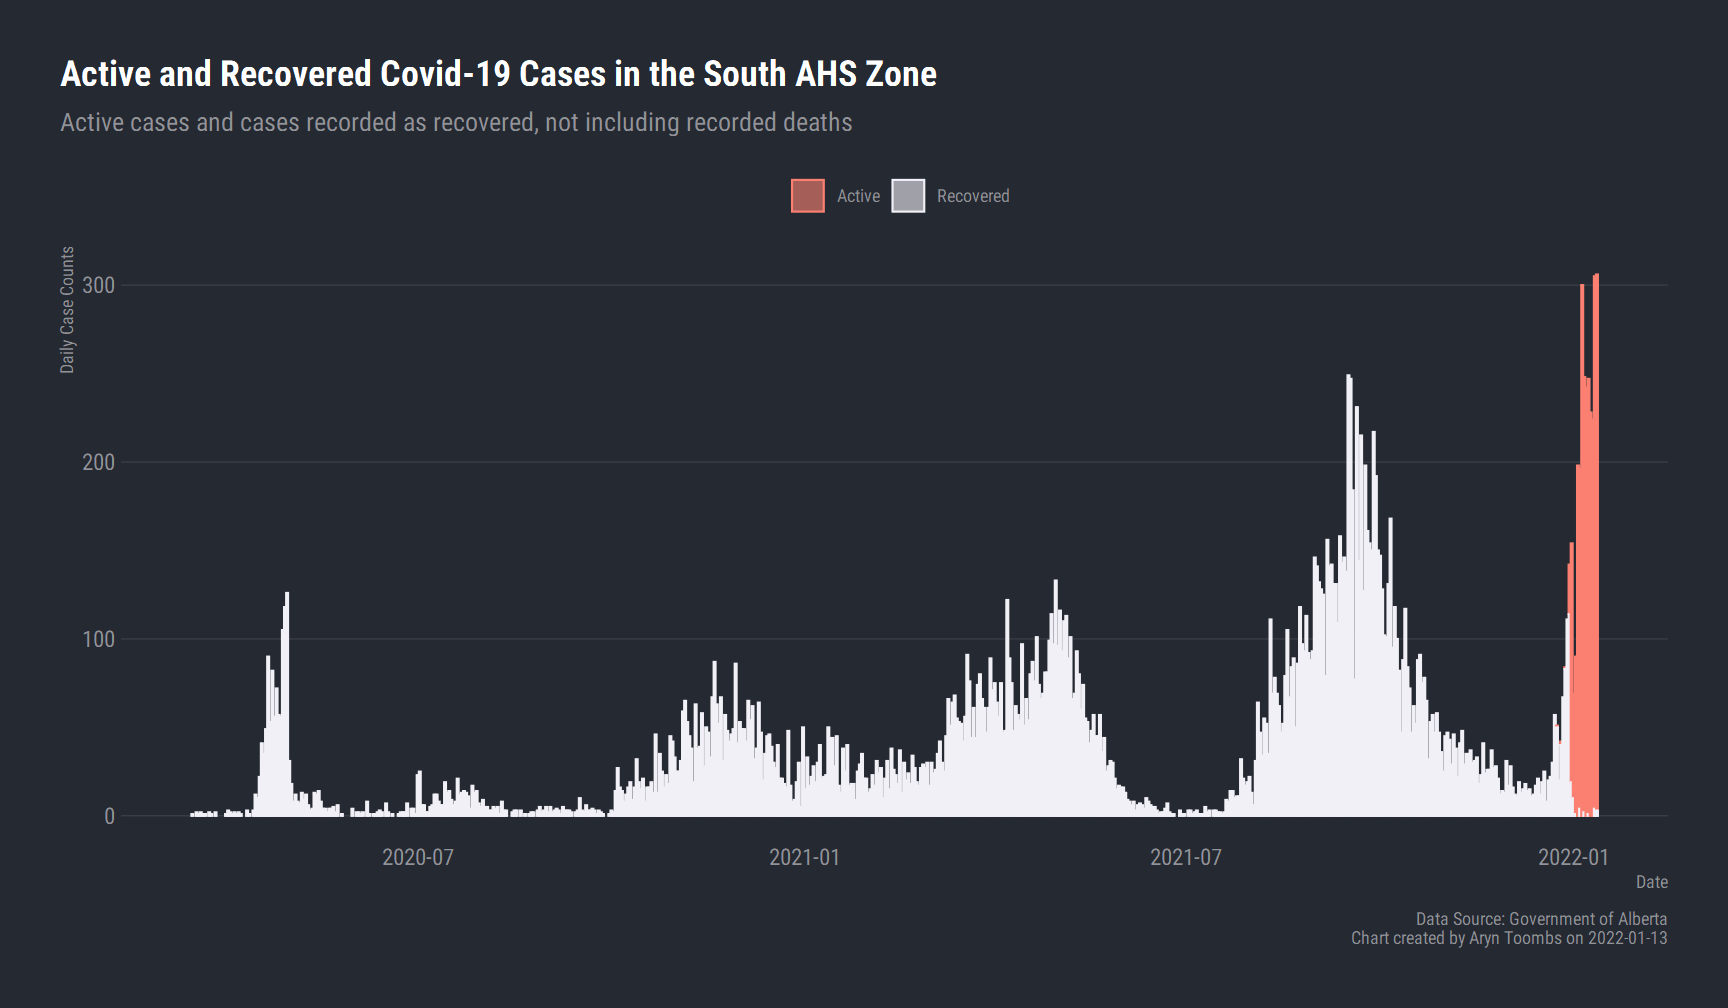 Active and Recovered Covid-19 Cases in the South AHS Zone
Active cases and cases recorded as recovered, not including recorded deaths
Active
Recovered
Daily Case Counts
300
200
100
0
2020-07
2021-01
2021-07
2022-01
Date
Data Source: Government of Alberta
Chart created by Aryn Toombs on 2022-01-13